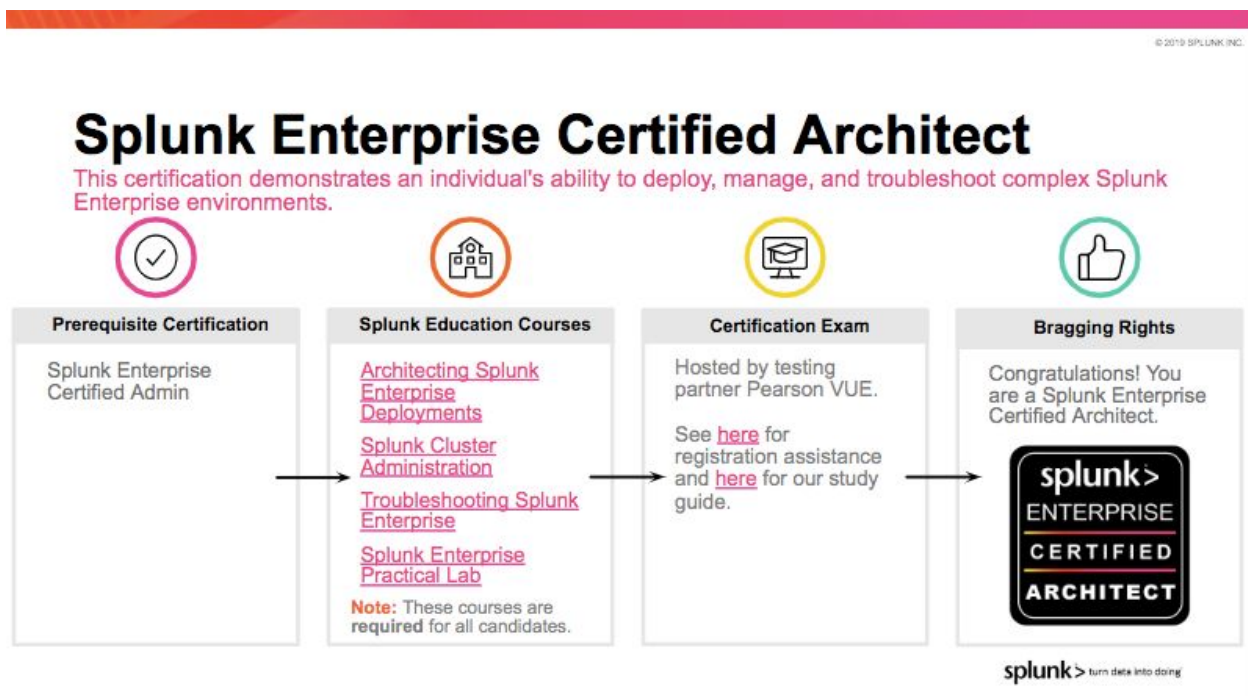 © 2019 SPLUNK INC.
Splunk Enterprise Certified Architect
This certification demonstrates an individual's ability to deploy, manage, and troubleshoot complex Splunk
Enterprise environments.
Prerequisite Certification
Splunk Enterprise
Certified Admin
Splunk Education Courses
Architecting Splunk
Enterprise
Deployments
Splunk Cluster
Administration
Troubleshooting Splunk
Enterprise
Splunk Enterprise
Practical Lab
Note: These courses are
required for all candidates.
Certification Exam
Hosted by testing
partner Pearson VUE.
See here for
registration assistance
and here for our study
guide.
Bragging Rights
Congratulations! You
are a Splunk Enterprise
Certified Architect.
splunk>
ENTERPRISE
CERTIFIED
ARCHITECT
splunk> turn data into doing